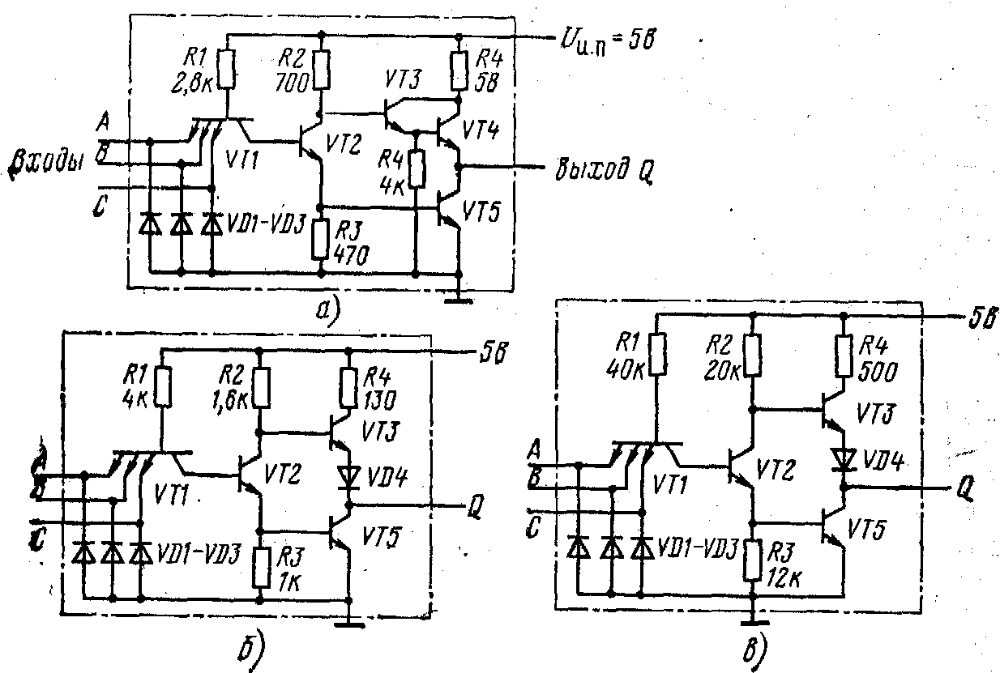 Uи.п = 5В
R1
2,8к
R2
700
R4
5В
VT3
A
B
C
Входы
VT1
VT2
VT4
R4
4к
Выход Q
VT5
VD1-VD3
R3
470
а)
5В
R1
4к
R2
1,6к
R4
130
VT3
A
B
C
VT1
VT2
VD4
Q
VT5
VD1-VD3
R3
1к
б)
5В
R1
40к
R2
20к
R4
500
VT3
A
B
C
VT1
VT2
VD4
Q
VT5
VD1-VD3
R3
12к
в)